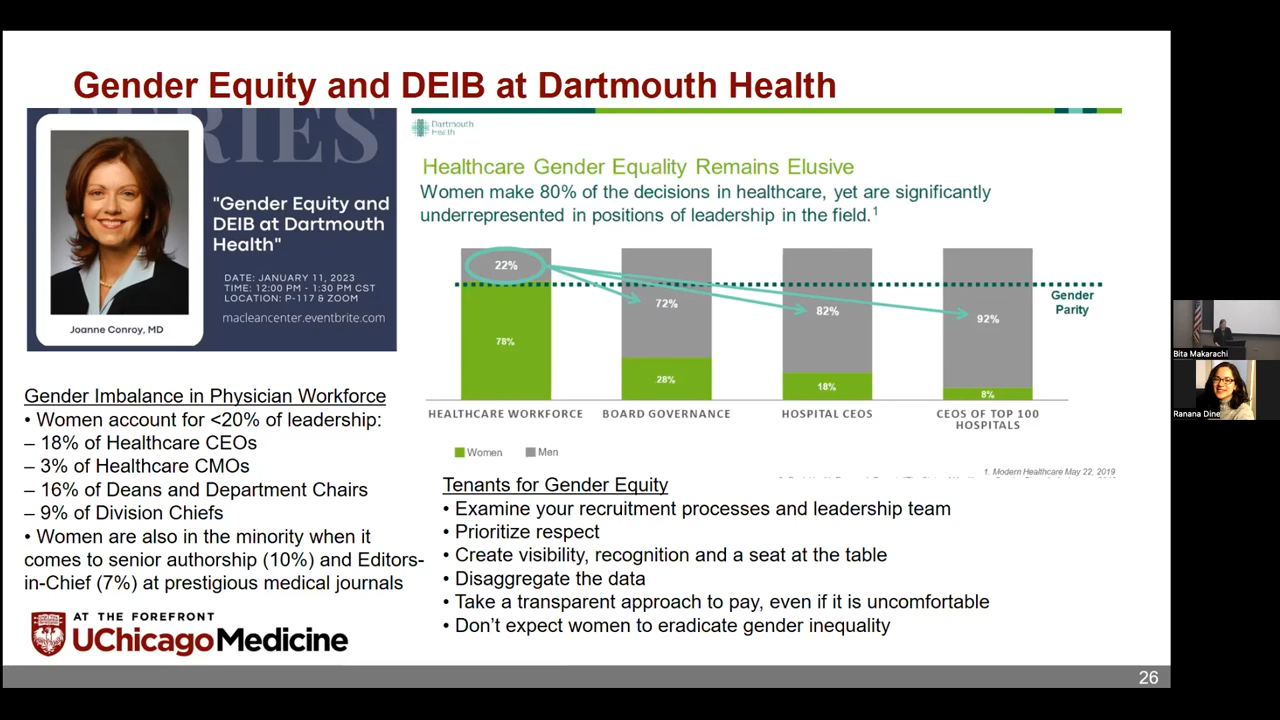 Gender Equity and DEIB at Dartmouth Health
SERIES
"Gender Equity and
DEIB at Dartmouth
Health"
DATE: JANUARY 11, 2023
TIME: 12:00 PM - 1:30 PM CST
LOCATION: P-117 & ZOOM
macleancenter.eventbrite.com
Joanne Conroy, MD
Dartmouth
Health
Healthcare Gender Equality Remains Elusive
Women make 80% of the decisions in healthcare, yet are significantly
underrepresented in positions of leadership in the field.1
22%
72%
82%
92%
Gender
Parity
78%
28%
18%
8%
HEALTHCARE WORKFORCE
BOARD GOVERNANCE
HOSPITAL CEOS
CEOS OF TOP 100
HOSPITALS
Women
Men
1. Modern Healthcare May 22, 2019
Gender Imbalance in Physician Workforce
• Women account for <20% of leadership:
– 18% of Healthcare CEOs
– 3% of Healthcare CMOs
– 16% of Deans and Department Chairs
– 9% of Division Chiefs
• Women are also in the minority when it
comes to senior authorship (10%) and Editors-
in-Chief (7%) at prestigious medical journals
Tenants for Gender Equity
• Examine your recruitment processes and leadership team
• Prioritize respect
• Create visibility, recognition and a seat at the table
• Disaggregate the data
• Take a transparent approach to pay, even if it is uncomfortable
• Don't expect women to eradicate gender inequality
AT THE FOREFRONT
UChicago Medicine
26
Bita Makarachi
Ranana Dine